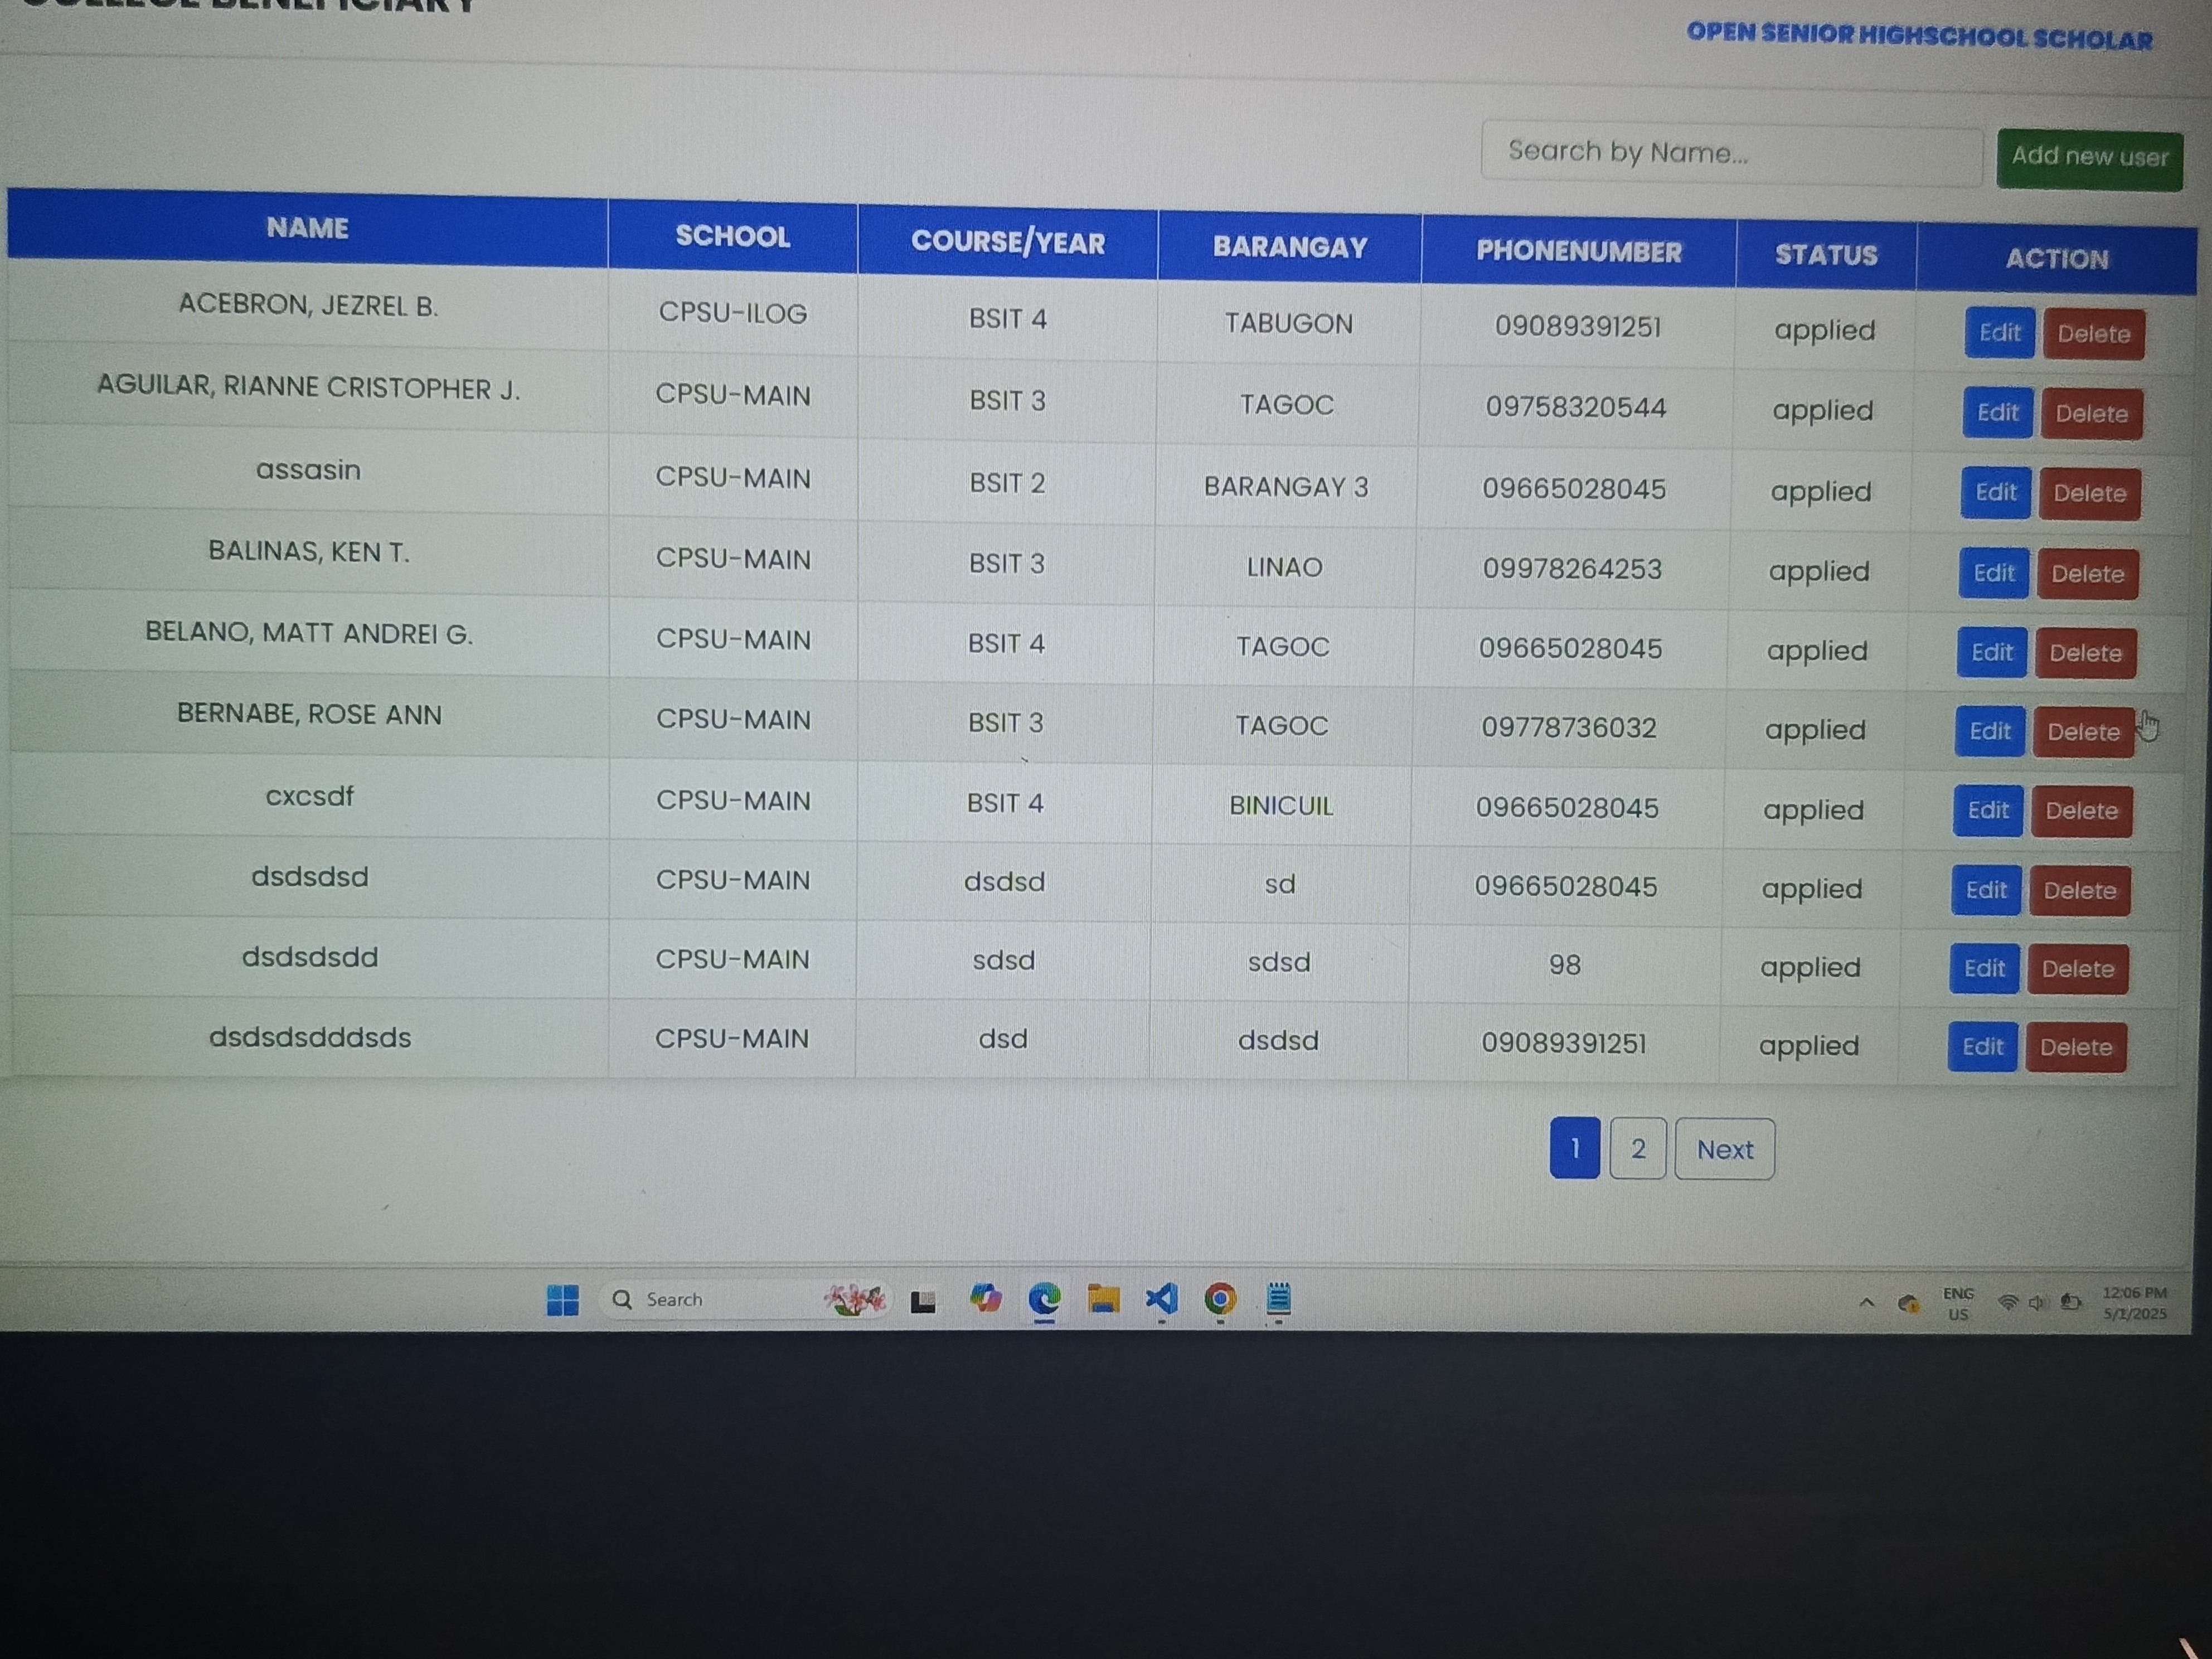 COLLEGE BENEFICIARY
OPEN SENIOR HIGHSCHOOL SCHOLAR
Search by Name... Add new user
NAME SCHOOL COURSE/YEAR BARANGAY PHONENUMBER STATUS ACTION
ACEBRON, JEZREL B. CPSU-ILOG BSIT 4 TABUGON 09089391251 applied Edit Delete
AGUILAR, RIANNE CRISTOPHER J. CPSU-MAIN BSIT 3 TAGOC 09758320544 applied Edit Delete
assasin CPSU-MAIN BSIT 2 BARANGAY 3 09665028045 applied Edit Delete
BALINAS, KEN T. CPSU-MAIN BSIT 3 LINAO 09978264253 applied Edit Delete
BELANO, MATT ANDREI G. CPSU-MAIN BSIT 4 TAGOC 09665028045 applied Edit Delete
BERNABE, ROSE ANN CPSU-MAIN BSIT 3 TAGOC 09778736032 applied Edit Delete
cxcsdf CPSU-MAIN BSIT 4 BINICUIL 09665028045 applied Edit Delete
dsdsdsd CPSU-MAIN dsdsd sd 09665028045 applied Edit Delete
dsdsdsdd CPSU-MAIN sdsd sdsd 98 applied Edit Delete
dsdsdsdddsds CPSU-MAIN dsd dsdsd 09089391251 applied Edit Delete
1 2 Next
Search ENG 12:06 PM
US 5/1/2025